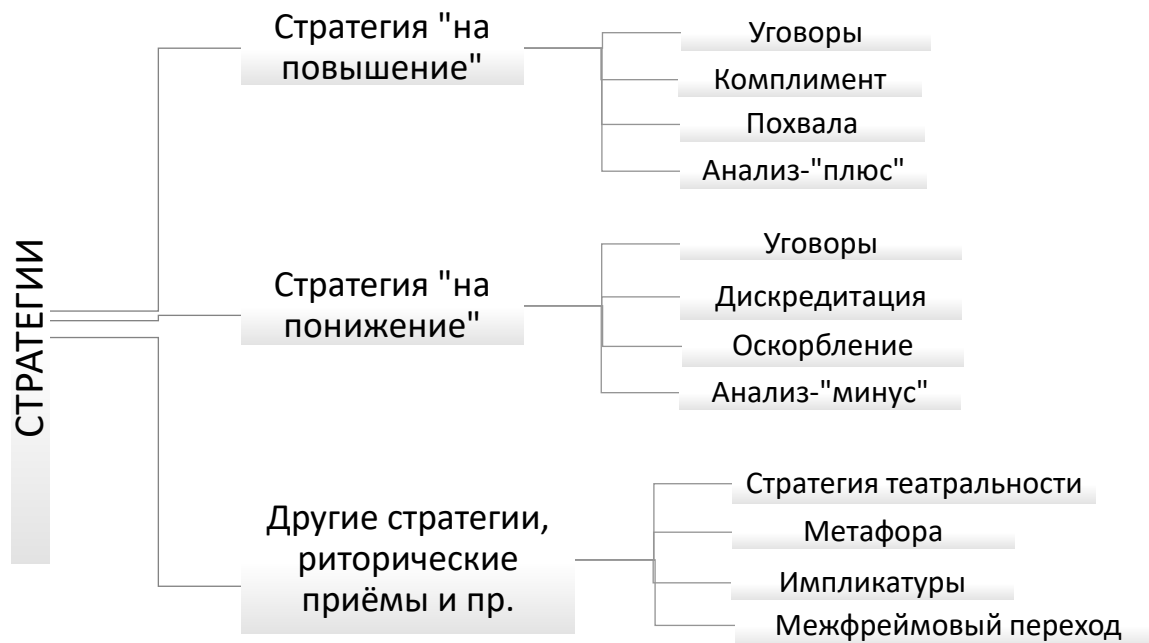 СТРАТЕГИИ
Стратегия "на
повышение"
Уговоры
Комплимент
Похвала
Анализ-"плюс"
Стратегия "на
понижение"
Уговоры
Дискредитация
Оскорбление
Анализ-"минус"
Другие стратегии,
риторические
приёмы и пр.
Стратегия театральности
Метафора
Импликатуры
Межфреймовый переход